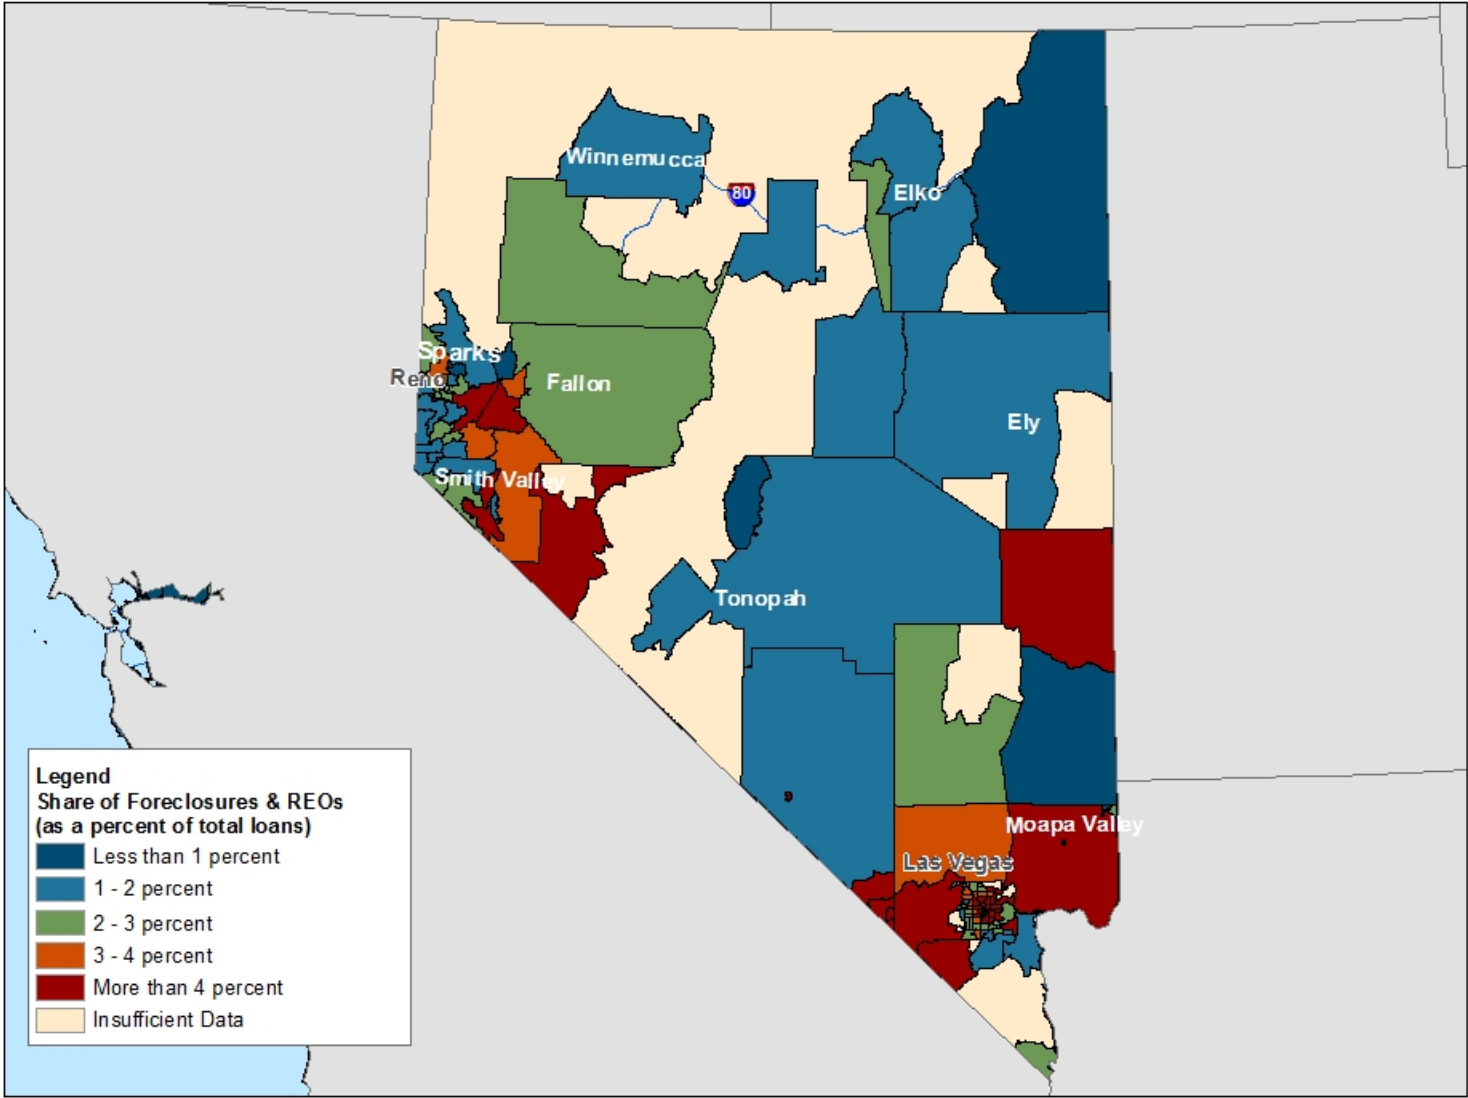 Winnemucca
80
Elko
Sparks
Reno
Fallon
Ely
Smith Valley
Tonopah
Moapa Valley
Las Vegas
Legend
Share of Foreclosures & REOs
(as a percent of total loans)
Less than 1 percent
1 - 2 percent
2 - 3 percent
3 - 4 percent
More than 4 percent
Insufficient Data